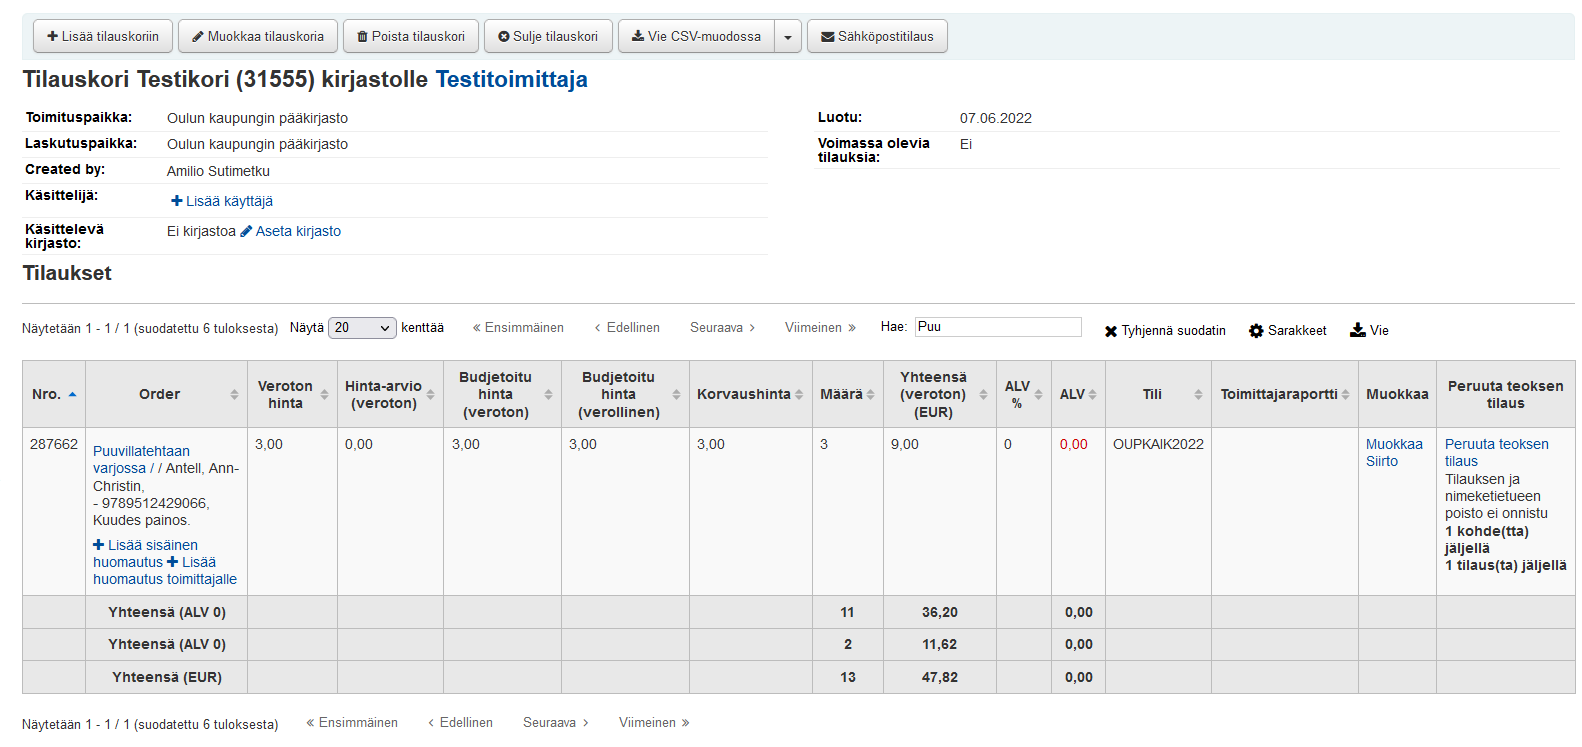 Lisää tilauskoriin Muokkaa tilauskoria Poista tilauskori Sulje tilauskori Vie CSV-muodossa Sähköpostitilaus
Tilauskori Testikori (31555) kirjastolle Testitoimittaja
Toimituspaikka: Oulun kaupungin pääkirjasto
Laskutuspaikka: Oulun kaupungin pääkirjasto
Created by: Amilio Sutimetku
Käsittelijä: Lisää käyttäjä
Käsittelevä
kirjasto: Ei kirjastoa Aseta kirjasto
Luotu: 07.06.2022
Voimassa olevia
tilauksia: Ei
Tilaukset
Näytetään 1 - 1 / 1 (suodatettu 6 tuloksesta) Näytä 20 kenttää « Ensimmäinen ‹ Edellinen Seuraava › Viimeinen » Hae: Puu Tyhjennä suodatin Sarakkeet Vie
Nro.
Order
Veroton
hinta
Hinta-arvio
(veroton)
Budjetoitu
hinta
(veroton)
Budjetoitu
hinta
(verollinen)
Korvaushinta
Määrä
Yhteensä
(veroton)
(EUR)
ALV
%
ALV
Tili
Toimittajaraportti
Muokkaa
Peruuta teoksen
tilaus
287662
Puuvillatehtaan
varjossa / / Antell, Ann-
Christin,
- 9789512429066,
Kuudes painos.
Lisää sisäinen
huomautus Lisää
huomautus toimittajalle
3,00
0,00
3,00
3,00
3,00
3
9,00
0
0,00
OUPKAIK2022
Muokkaa
Siirto
Peruuta teoksen
tilaus
Tilauksen ja
nimeketietueen
poisto ei onnistu
1 kohde(tta)
jäljellä
1 tilaus(ta) jäljellä
Yhteensä (ALV 0) 11 36,20 0,00
Yhteensä (ALV 0) 2 11,62 0,00
Yhteensä (EUR) 13 47,82 0,00
Näytetään 1 - 1 / 1 (suodatettu 6 tuloksesta) « Ensimmäinen ‹ Edellinen Seuraava › Viimeinen »